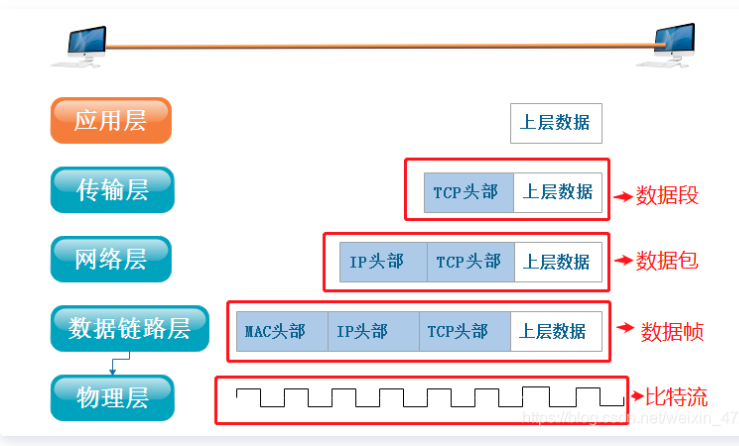 应用层
上层数据
传输层
TCP头部 上层数据
数据段
网络层
IP头部 TCP头部 上层数据
数据包
数据链路层
MAC头部 IP头部 TCP头部 上层数据
数据帧
物理层
比特流
https://blog.csdn.net/weixin_47